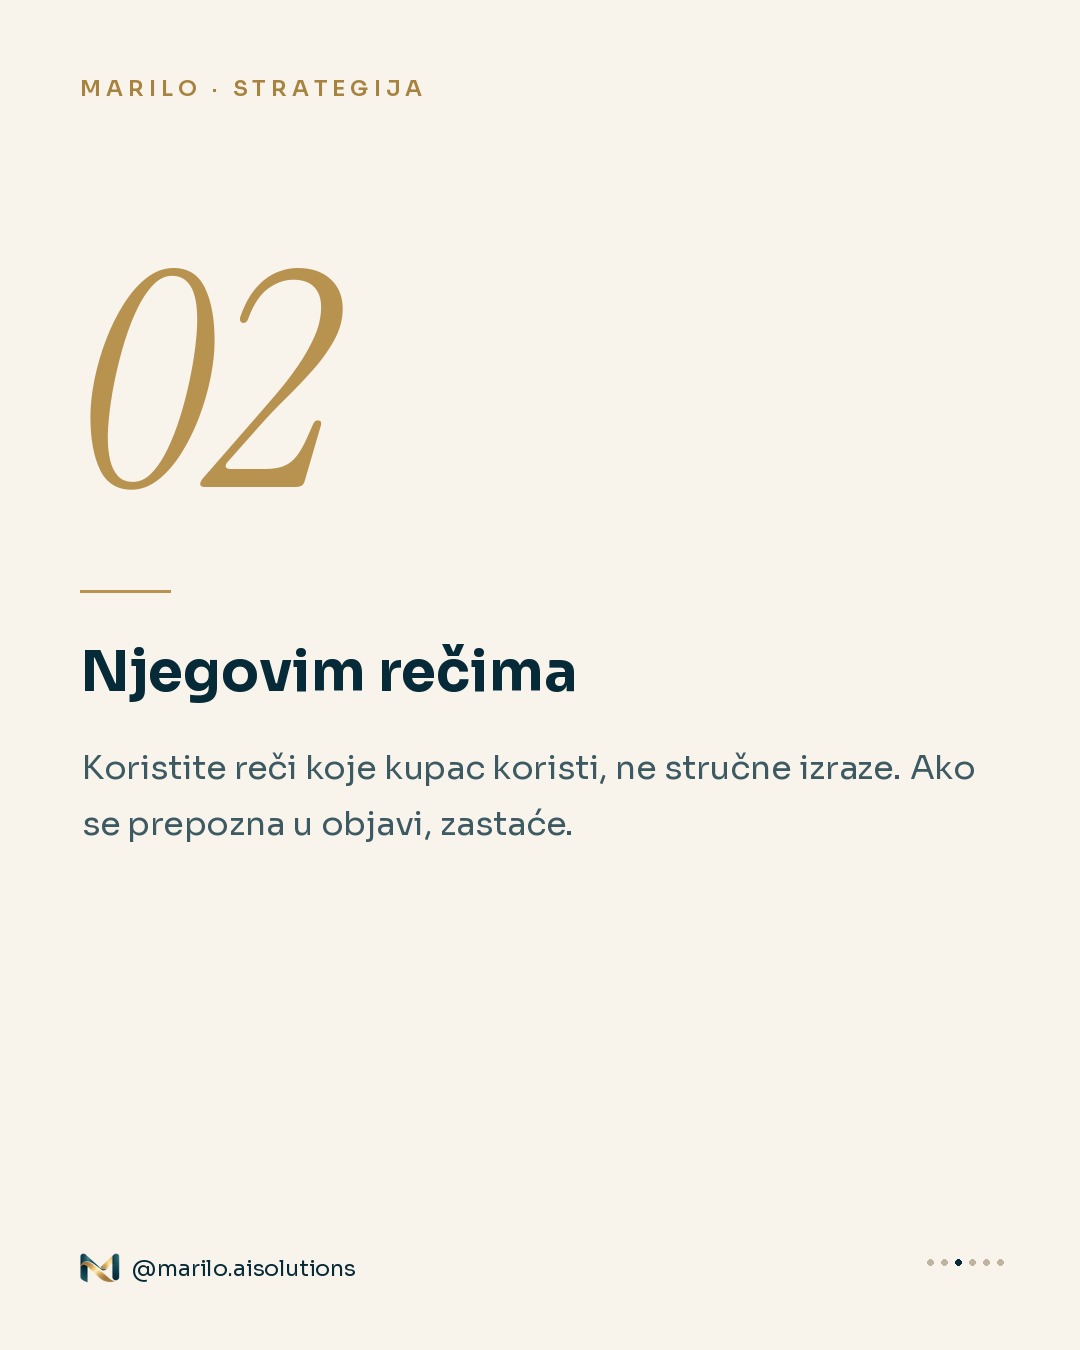 MARILO · STRATEGIJA
02
Njegovim rečima
Koristite reči koje kupac koristi, ne stručne izraze. Ako
se prepozna u objavi, zastaće.
@marilo.aisolutions